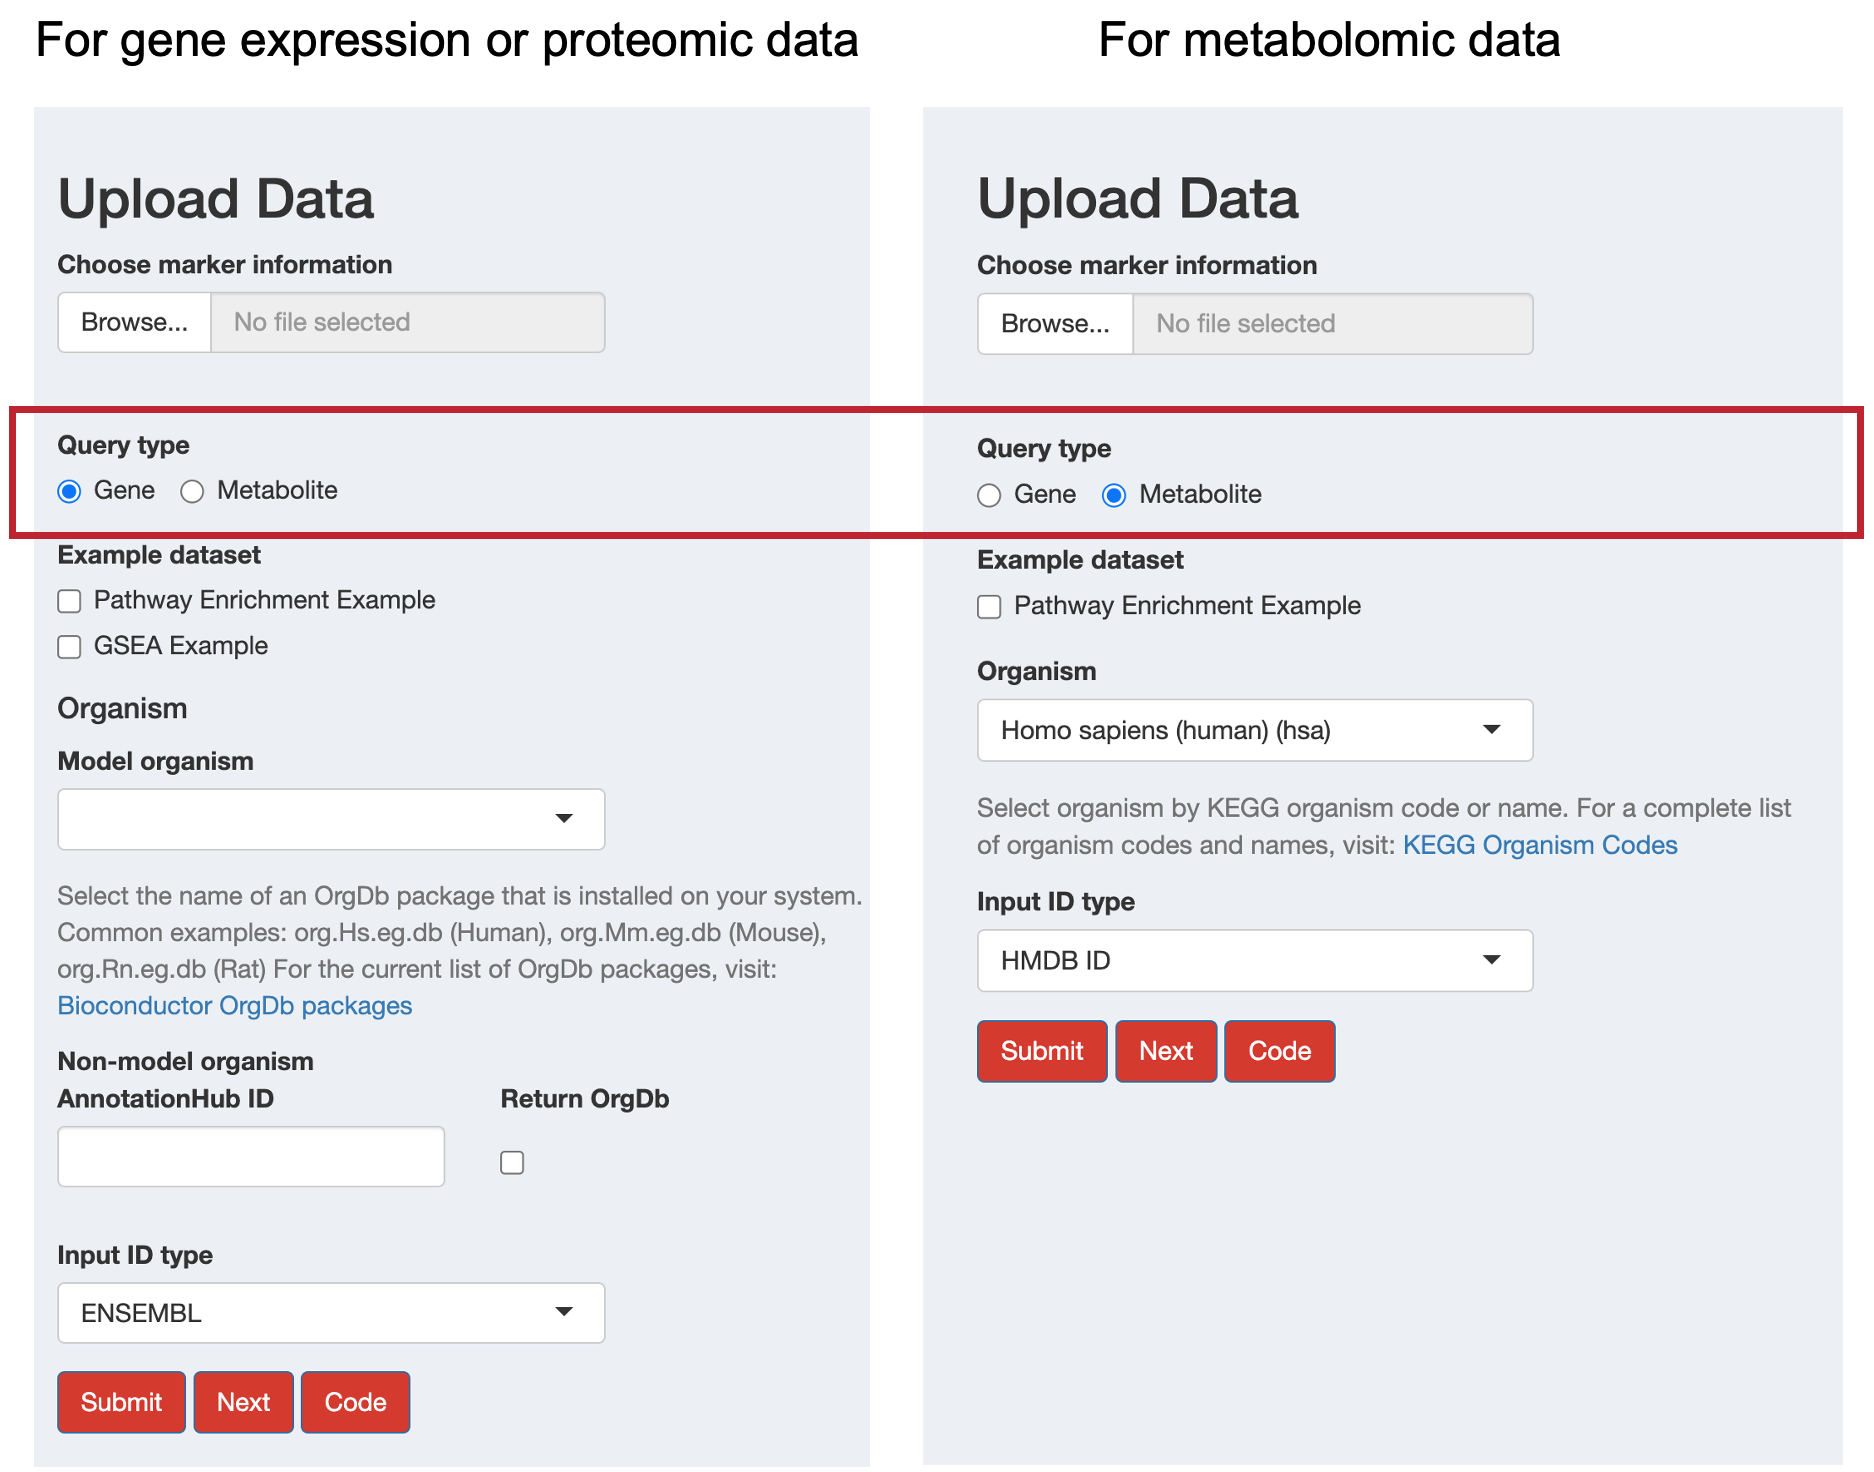 For gene expression or proteomic data
Upload Data
Choose marker information
Browse... No file selected
Query type
Gene Metabolite
Example dataset
Pathway Enrichment Example
GSEA Example
Organism
Model organism
Select the name of an OrgDb package that is installed on your system.
Common examples: org.Hs.eg.db (Human), org.Mm.eg.db (Mouse),
org.Rn.eg.db (Rat) For the current list of OrgDb packages, visit:
Bioconductor OrgDb packages
Non-model organism
AnnotationHub ID Return OrgDb
Input ID type
ENSEMBL
Submit Next Code
For metabolomic data
Upload Data
Choose marker information
Browse... No file selected
Query type
Gene Metabolite
Example dataset
Pathway Enrichment Example
Organism
Homo sapiens (human) (hsa)
Select organism by KEGG organism code or name. For a complete list
of organism codes and names, visit: KEGG Organism Codes
Input ID type
HMDB ID
Submit Next Code